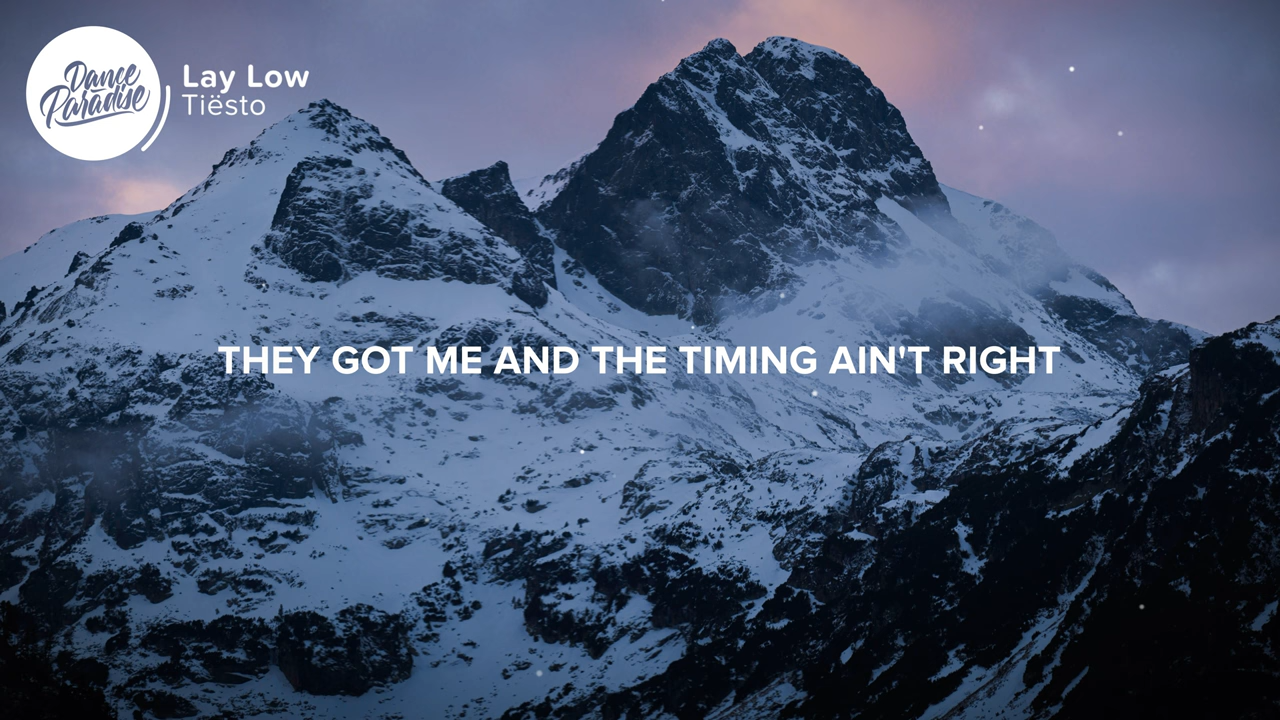 Dance
Paradise
Lay Low
Tiësto
THEY GOT ME AND THE TIMING AIN'T RIGHT